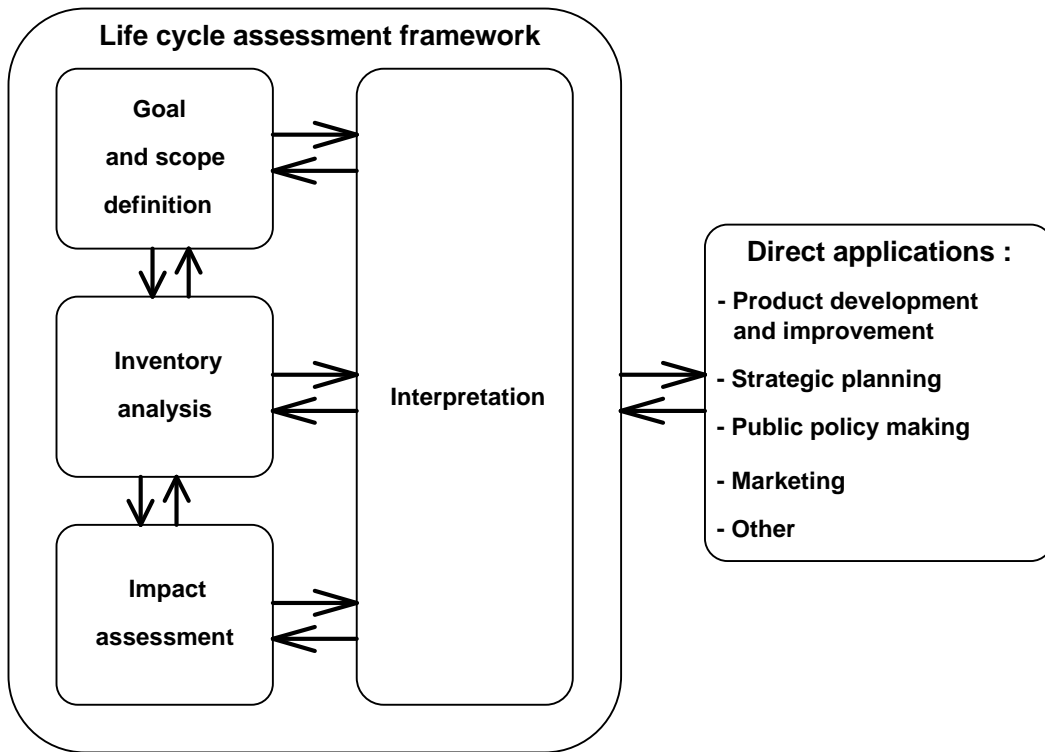 Life cycle assessment framework
Goal
and scope
definition
Inventory
analysis
Impact
assessment
Interpretation
Direct applications :
- Product development
and improvement
- Strategic planning
- Public policy making
- Marketing
- Other